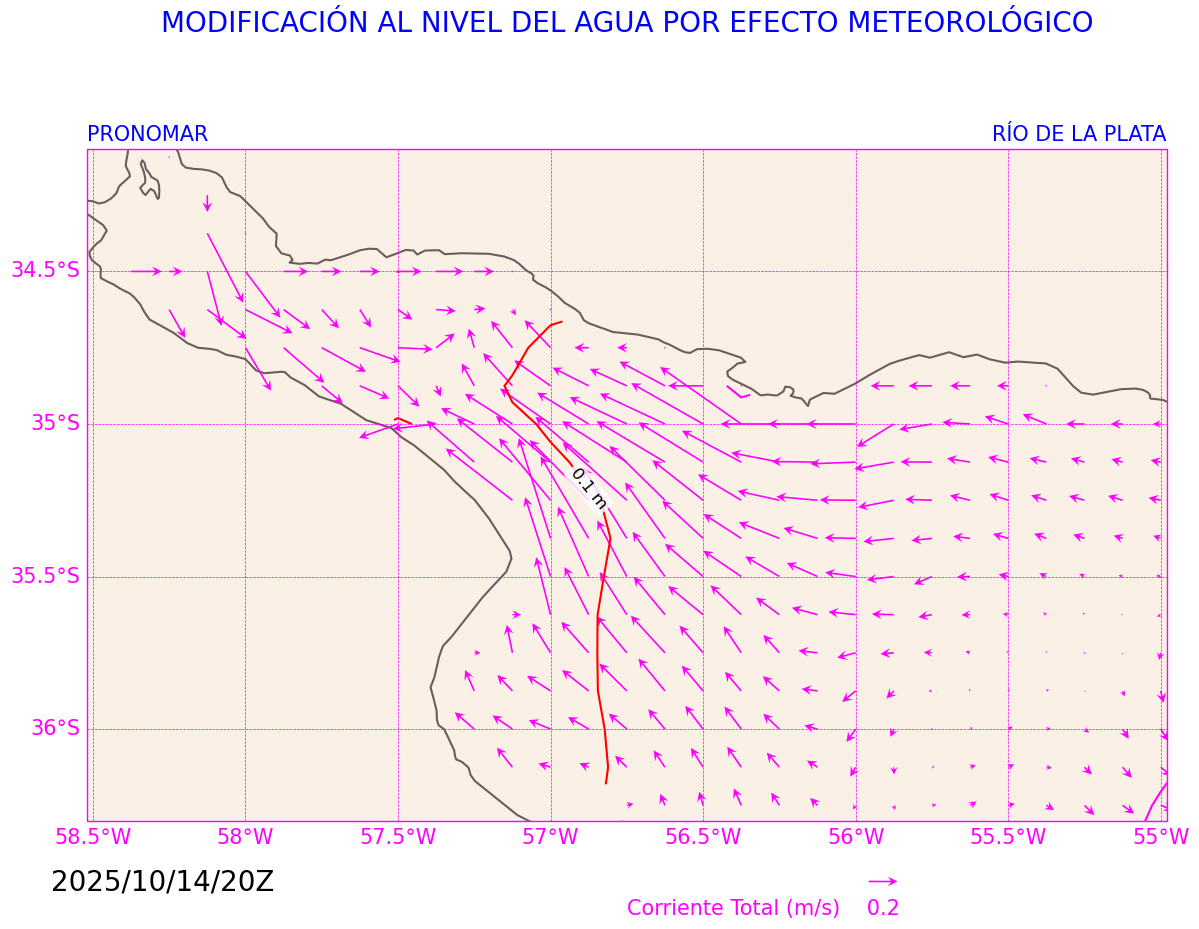 MODIFICACIÓN AL NIVEL DEL AGUA POR EFECTO METEOROLÓGICO
PRONOMAR
RÍO DE LA PLATA
34.5°S
35°S
0.1 m
35.5°S
36°S
58.5°W
58°W
57.5°W
57°W
56.5°W
56°W
55.5°W
55°W
2025/10/14/20Z
Corriente Total (m/s)
0.2